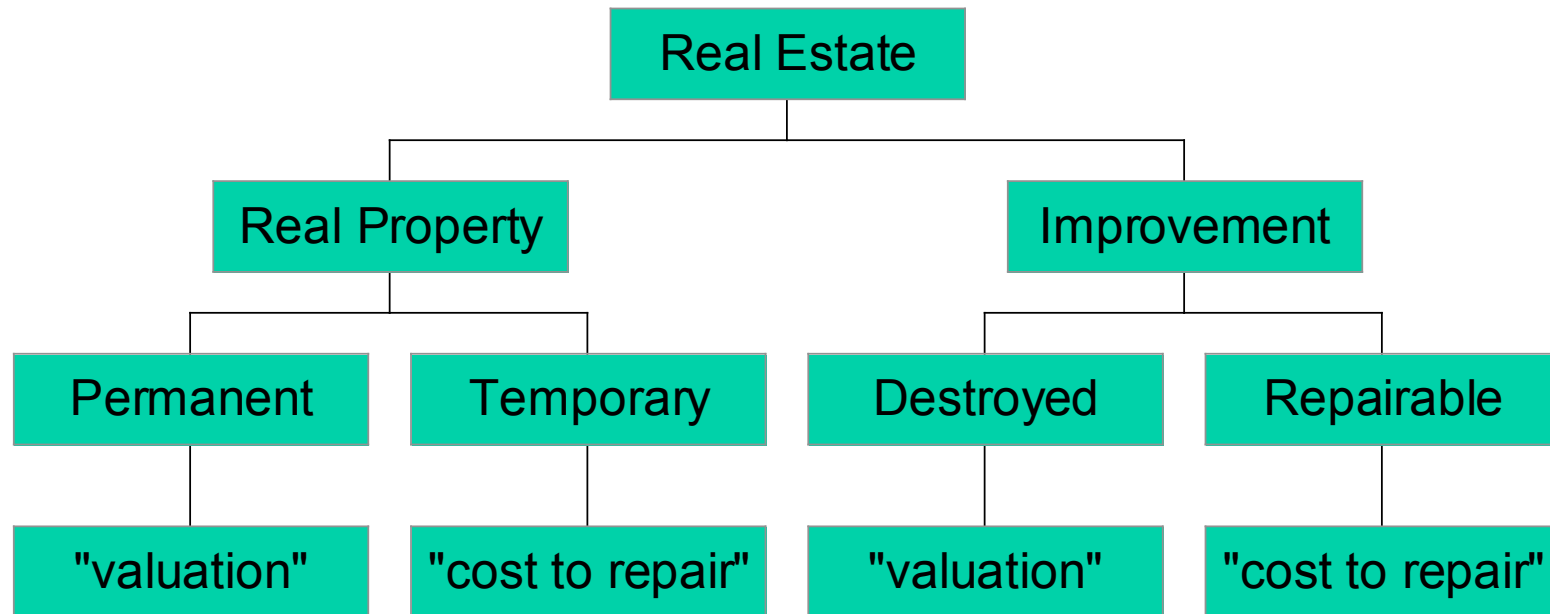 Real Estate
Real Property
Improvement
Permanent
Temporary
Destroyed
Repairable
"valuation"
"cost to repair"
"valuation"
"cost to repair"